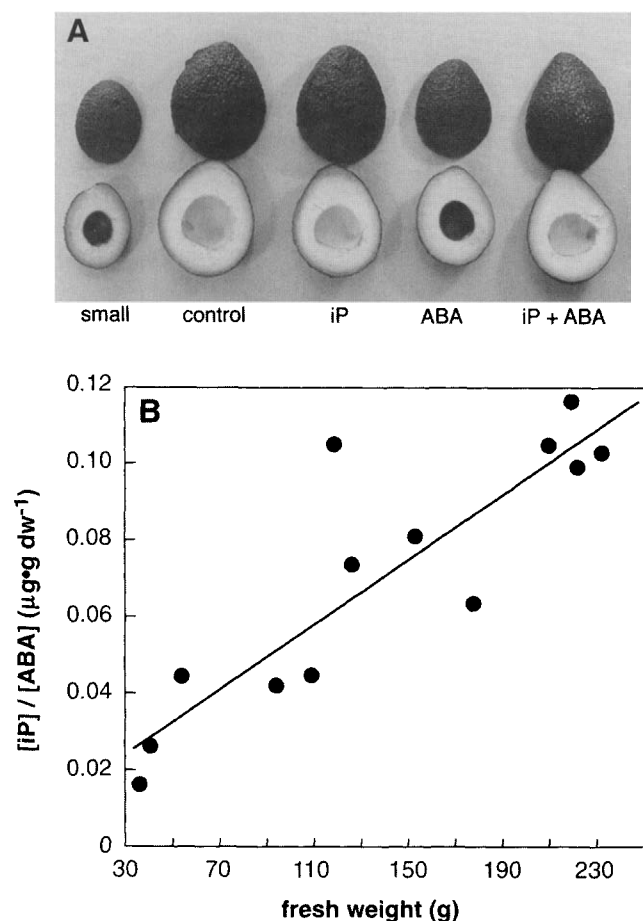 A
small control iP ABA iP + ABA
B
0.12
0.10
0.08
0.06
0.04
0.02
0
[iP] / [ABA] (µg•g dw⁻¹)
30 70 110 150 190 230
fresh weight (g)